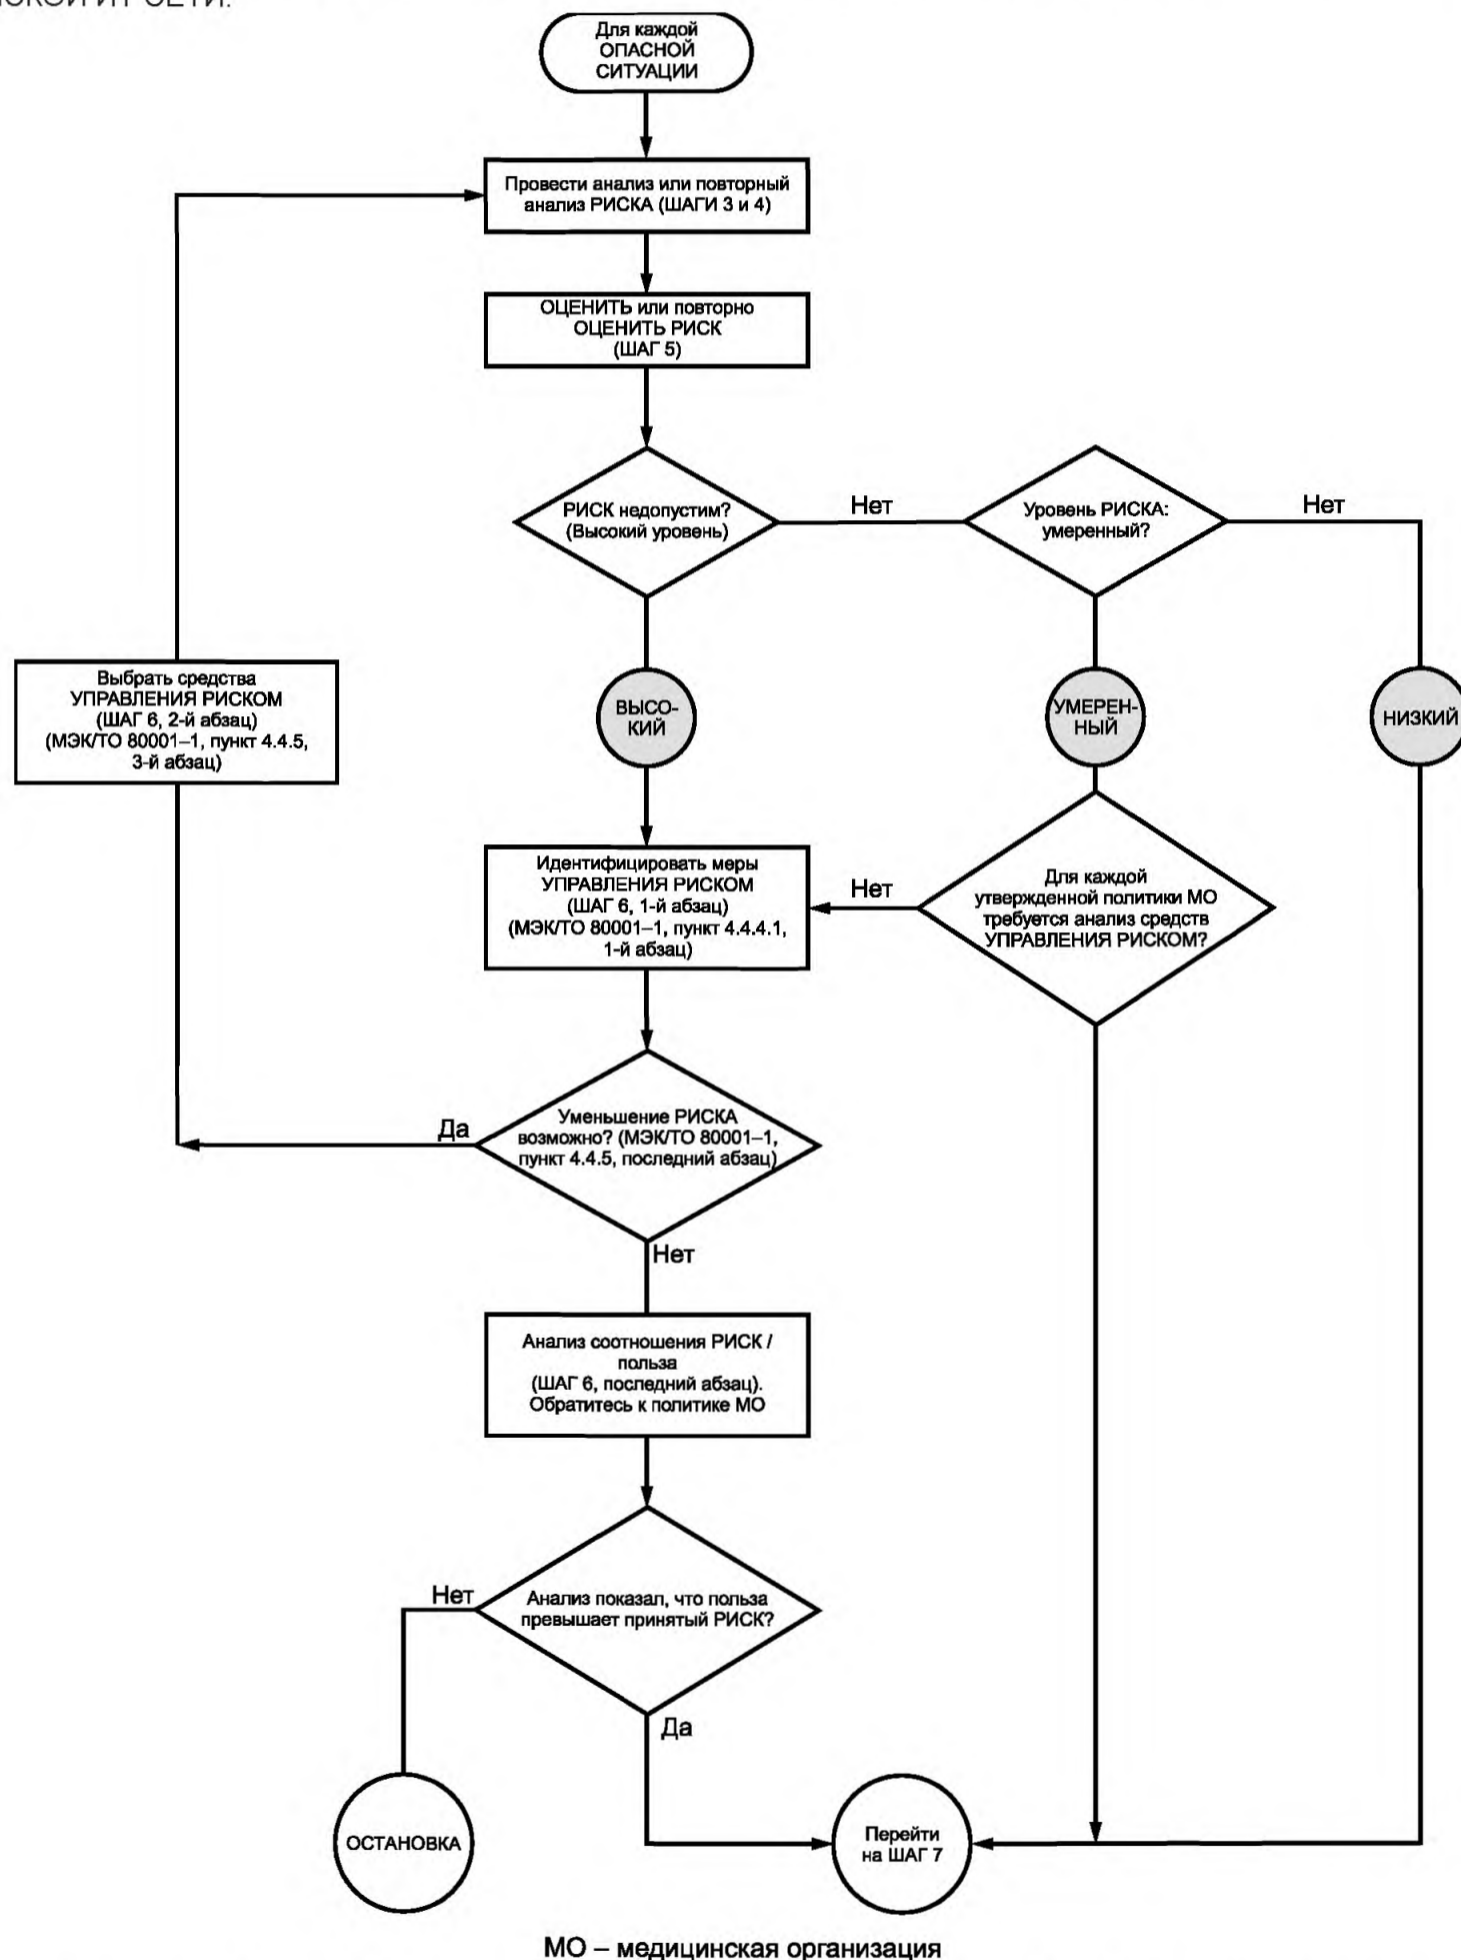 Для каждой
ОПАСНОЙ
СИТУАЦИИ
Провести анализ или повторный
анализ РИСКА (ШАГИ 3 и 4)
ОЦЕНИТЬ или повторно
ОЦЕНИТЬ РИСК
(ШАГ 5)
РИСК недопустим?
(Высокий уровень)
Нет
Уровень РИСКА:
умеренный?
Нет
Выбрать средства
УПРАВЛЕНИЯ РИСКОМ
(ШАГ 6, 2-й абзац)
(МЭК/ТО 80001–1, пункт 4.4.5,
3-й абзац)
ВЫСО-
КИЙ
УМЕРЕН-
НЫЙ
НИЗКИЙ
Идентифицировать меры
УПРАВЛЕНИЯ РИСКОМ
(ШАГ 6, 1-й абзац)
(МЭК/ТО 80001–1, пункт 4.4.4.1,
1-й абзац)
Нет
Для каждой
утвержденной политики МО
требуется анализ средств
УПРАВЛЕНИЯ РИСКОМ?
Да
Уменьшение РИСКА
возможно? (МЭК/ТО 80001–1,
пункт 4.4.5, последний абзац)
Нет
Анализ соотношения РИСК /
польза
(ШАГ 6, последний абзац).
Обратитесь к политике МО
Нет
Анализ показал, что польза
превышает принятый РИСК?
Да
ОСТАНОВКА
Перейти
на ШАГ 7
МО – медицинская организация